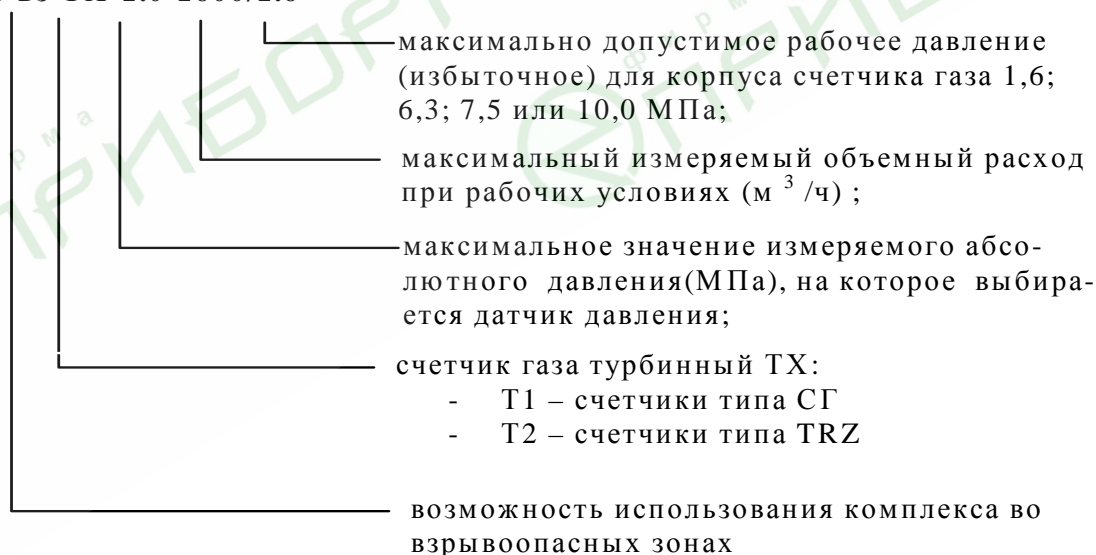 максимально допустимое рабочее давление
(избыточное) для корпуса счетчика газа 1,6;
6,3; 7,5 или 10,0 МПа;
максимальный измеряемый объемный расход
при рабочих условиях (м 3 /ч) ;
максимальное значение измеряемого абсо-
лютного давления(МПа), на которое выбира-
ется датчик давления;
счетчик газа турбинный ТХ:
- Т1 – счетчики типа СГ
- Т2 – счетчики типа TRZ
возможность использования комплекса во
взрывоопасных зонах